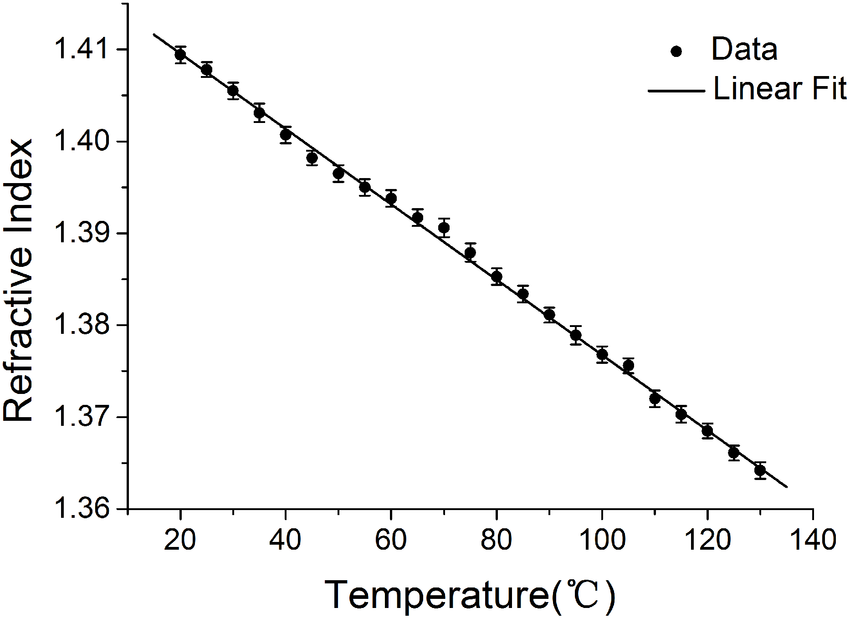 Data
Linear Fit
1.41
1.40
1.39
1.38
1.37
1.36
Refractive Index
20 40 60 80 100 120 140
Temperature(℃)